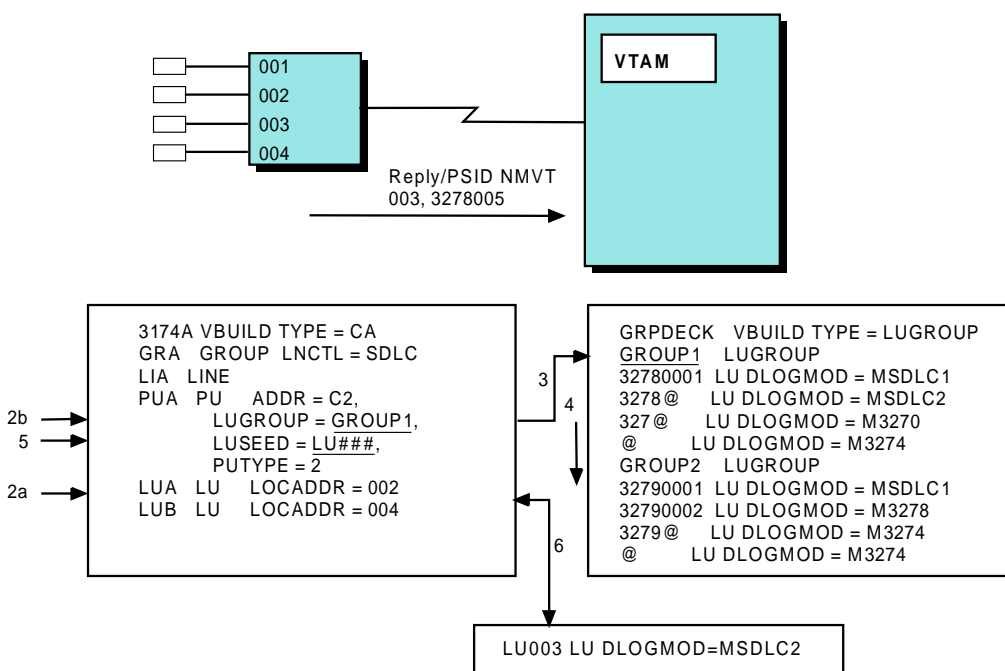 001
002
003
004
VTAM
Reply/PSID NMVT
003, 3278005
2b
5
2a
3174A VBUILD TYPE = CA
GRA GROUP LNCTL = SDLC
LIA LINE
PUA PU ADDR = C2,
LUGROUP = GROUP1,
LUSEED = LU###,
PUTYPE = 2
LUA LU LOCADDR = 002
LUB LU LOCADDR = 004
3
4
6
GRPDECK VBUILD TYPE = LUGROUP
GROUP1 LUGROUP
32780001 LU DLOGMOD = MSDLC1
3278@ LU DLOGMOD = MSDLC2
327@ LU DLOGMOD = M3270
@ LU DLOGMOD = M3274
GROUP2 LUGROUP
32790001 LU DLOGMOD = MSDLC1
32790002 LU DLOGMOD = M3278
3279@ LU DLOGMOD = M3274
@ LU DLOGMOD = M3274
LU003 LU DLOGMOD=MSDLC2